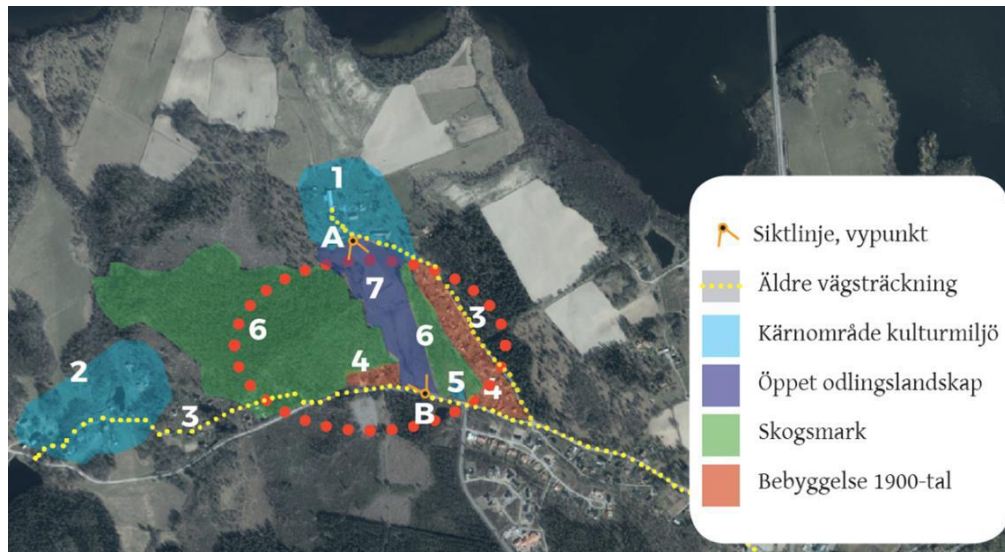 1
A
7
3
6
6
4
2
5
4
3
B
Siktlinje, vypunkt
Äldre vägsträckning
Kärnområde kulturmiljö
Öppet odlingslandskap
Skogsmark
Bebyggelse 1900-tal